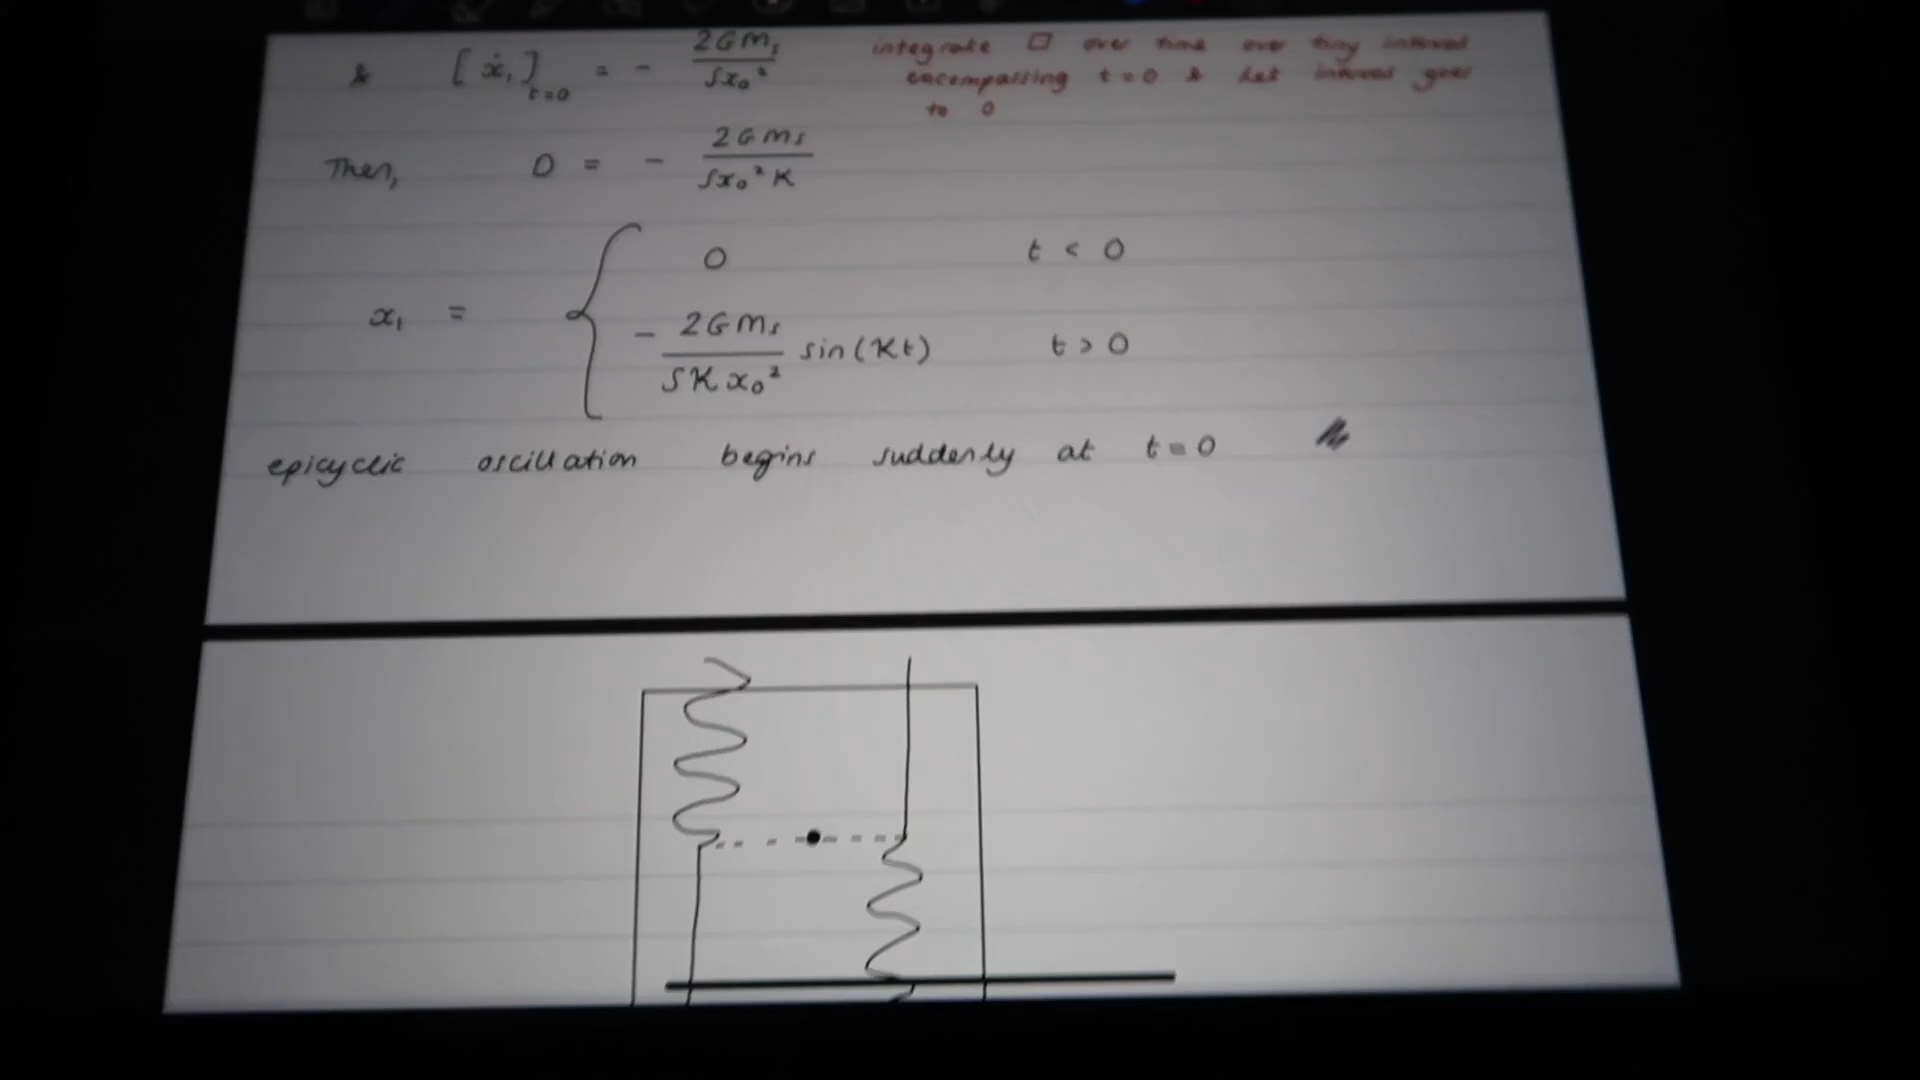 & [ẋ₁]ₜ₌₀ = - 2GMs / Sx₀² integrate □ over time over tiny interval
encompassing t=0 & let interval goes
to 0
Then, D = - 2GMs / Sx₀²K
x₁ = { 0 t < 0
- 2GMs / SKx₀² sin(Kt) t > 0
epicyclic oscillation begins suddenly at t=0